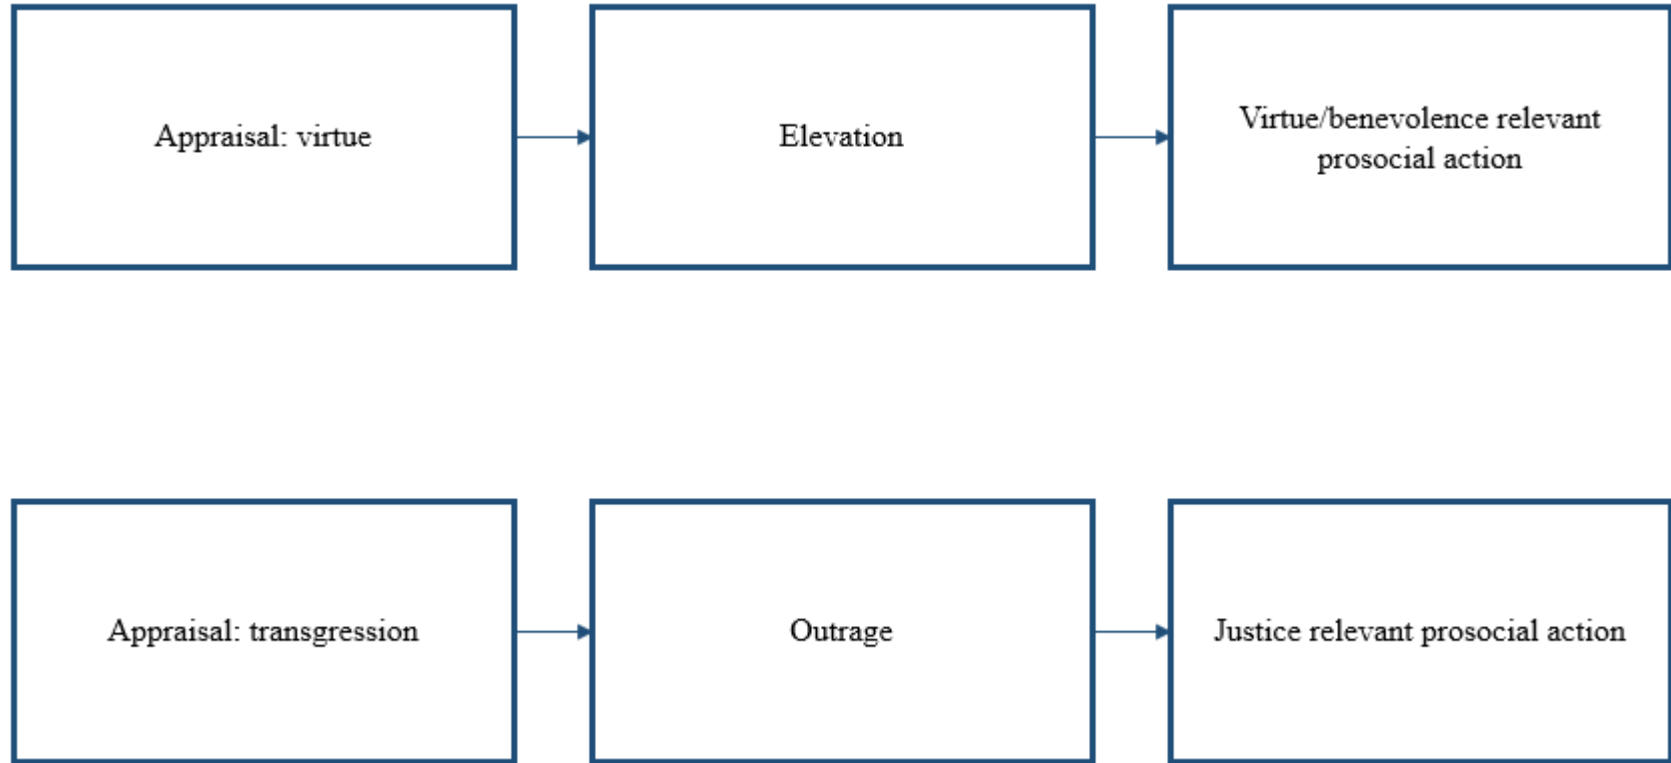 Appraisal: virtue
Elevation
Virtue/benevolence relevant
prosocial action
Appraisal: transgression
Outrage
Justice relevant prosocial action